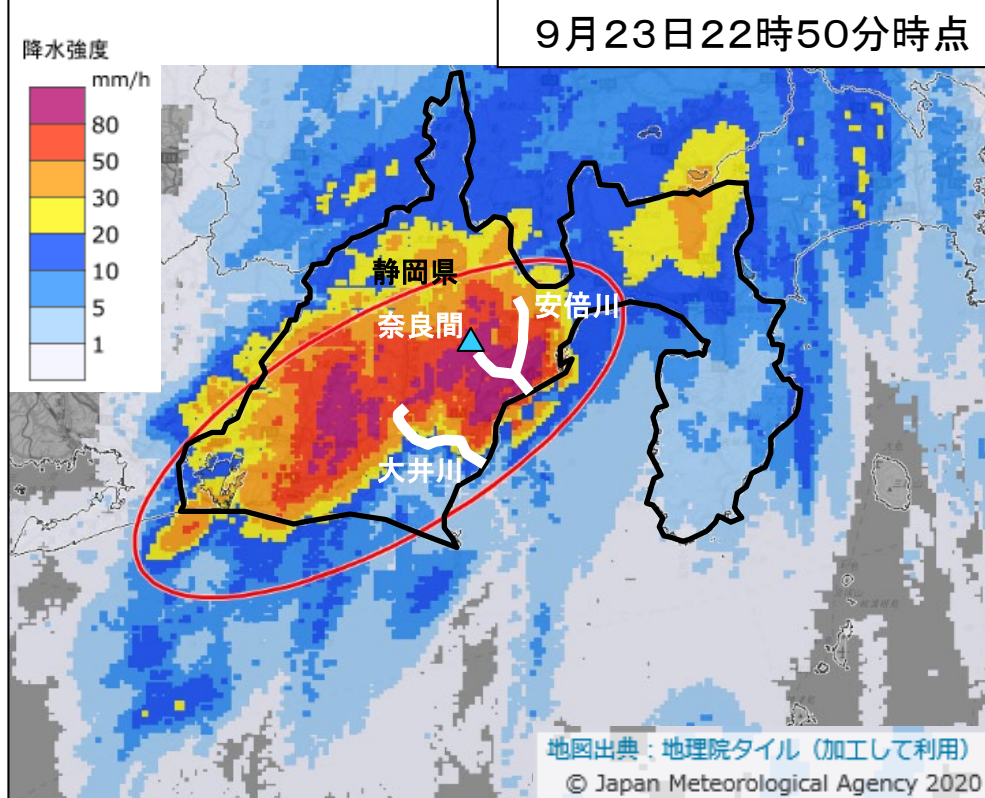 9月23日22時50分時点
降水強度
mm/h
80
50
30
20
10
5
1
静岡県
安倍川
奈良間
大井川
地図出典：地理院タイル（加工して利用）
© Japan Meteorological Agency 2020